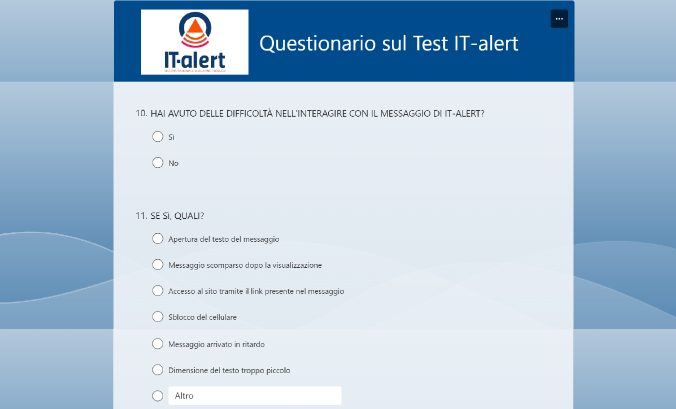 IT-alert
Questionario sul Test IT-alert
10. HAI AVUTO DELLE DIFFICOLTÀ NELL'INTERAGIRE CON IL MESSAGGIO DI IT-ALERT?
Sì
No
11. SE SÌ, QUALI?
Apertura del testo del messaggio
Messaggio scomparso dopo la visualizzazione
Accesso al sito tramite il link presente nel messaggio
Sblocco del cellulare
Messaggio arrivato in ritardo
Dimensione del testo troppo piccolo
Altro